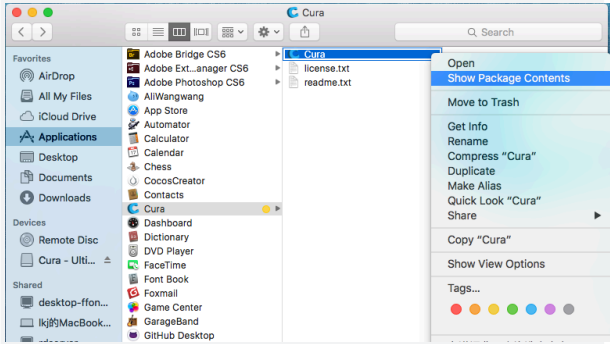 Cura
Search
Favorites
AirDrop
All My Files
iCloud Drive
Applications
Desktop
Documents
Downloads
Devices
Remote Disc
Cura - Ulti...
Shared
desktop-ffon...
lkj的MacBook...
Adobe Bridge CS6
Adobe Ext...anager CS6
Adobe Photoshop CS6
AliWangwang
App Store
Automator
Calculator
Calendar
Chess
CocosCreator
Contacts
Cura
Dashboard
Dictionary
DVD Player
FaceTime
Font Book
Foxmail
Game Center
GarageBand
GitHub Desktop
Cura
license.txt
readme.txt
Open
Show Package Contents
Move to Trash
Get Info
Rename
Compress “Cura”
Duplicate
Make Alias
Quick Look “Cura”
Share
Copy “Cura”
Show View Options
Tags...